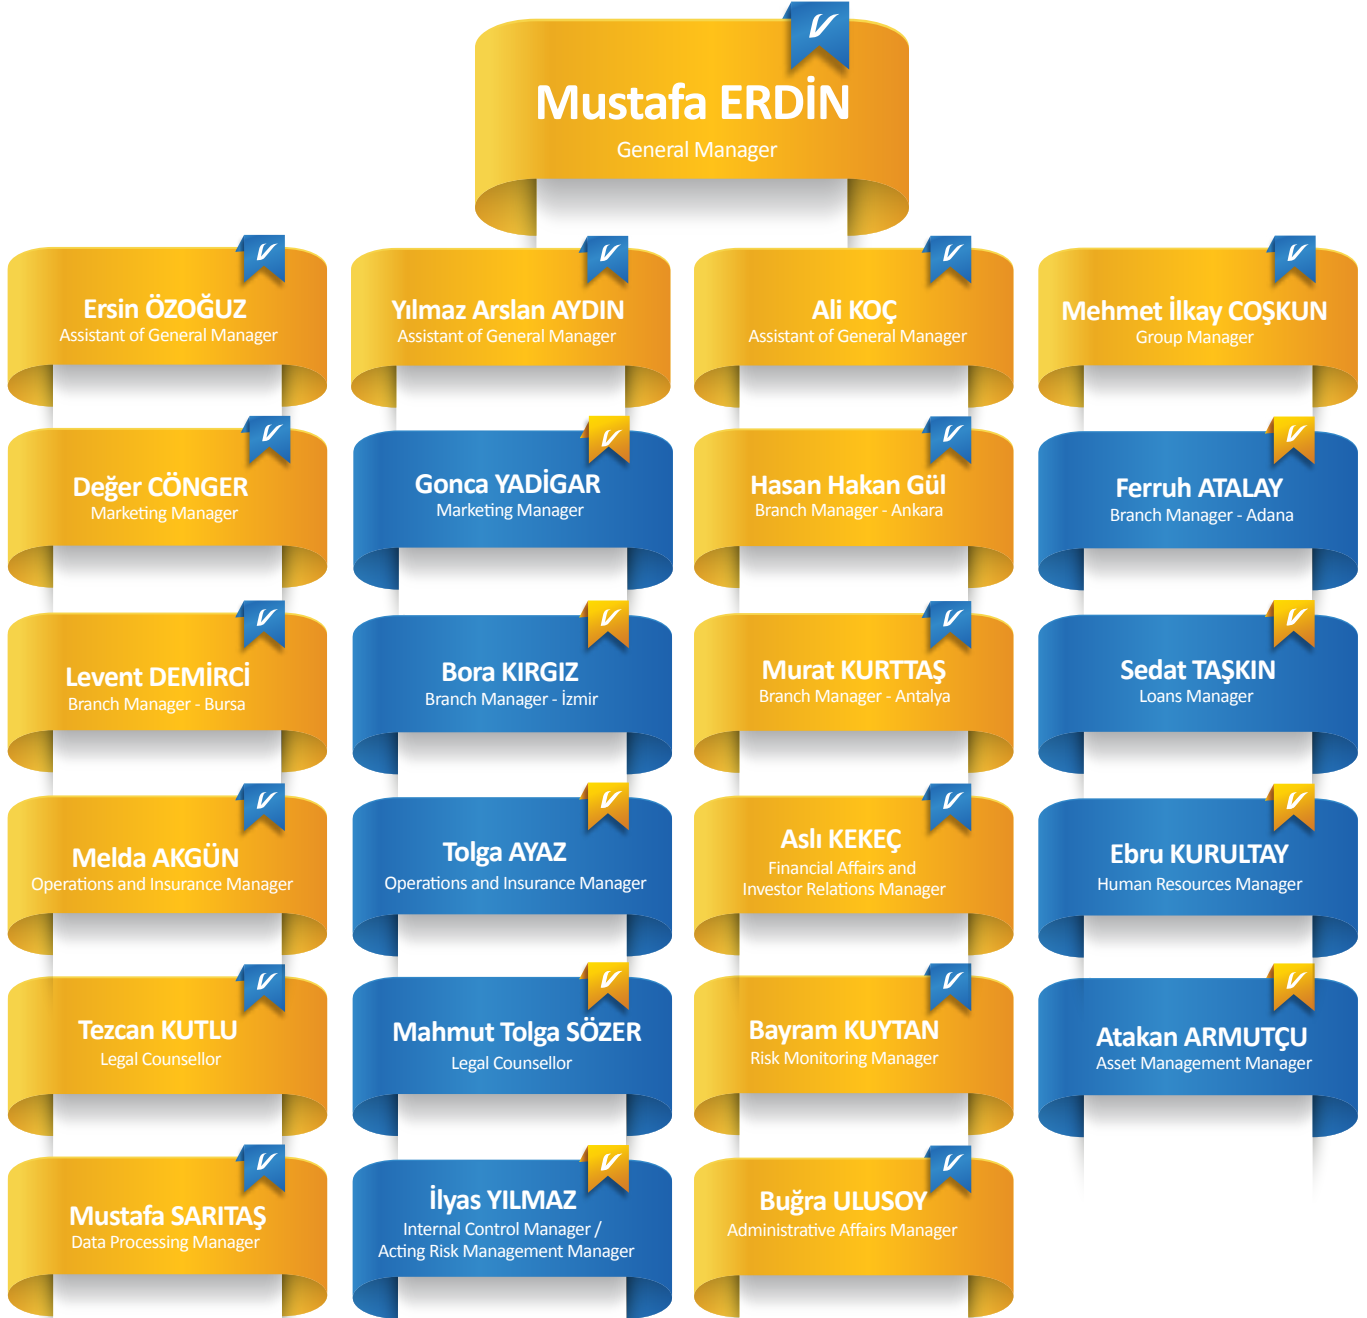 Mustafa ERDİN
General Manager
Ersin ÖZOĞUZ
Assistant of General Manager
Yılmaz Arslan AYDIN
Assistant of General Manager
Ali KOÇ
Assistant of General Manager
Mehmet İlkay COŞKUN
Group Manager
Değer CÖNGER
Marketing Manager
Gonca YADİGAR
Marketing Manager
Hasan Hakan Gül
Branch Manager - Ankara
Ferruh ATALAY
Branch Manager - Adana
Levent DEMİRCİ
Branch Manager - Bursa
Bora KIRGIZ
Branch Manager - İzmir
Murat KURTTAŞ
Branch Manager - Antalya
Sedat TAŞKIN
Loans Manager
Melda AKGÜN
Operations and Insurance Manager
Tolga AYAZ
Operations and Insurance Manager
Aslı KEKEÇ
Financial Affairs and
Investor Relations Manager
Ebru KURULTAY
Human Resources Manager
Tezcan KUTLU
Legal Counsellor
Mahmut Tolga SÖZER
Legal Counsellor
Bayram KUYTAN
Risk Monitoring Manager
Atakan ARMUTÇU
Asset Management Manager
Mustafa SARITAŞ
Data Processing Manager
İlyas YILMAZ
Internal Control Manager /
Acting Risk Management Manager
Buğra ULUSOY
Administrative Affairs Manager